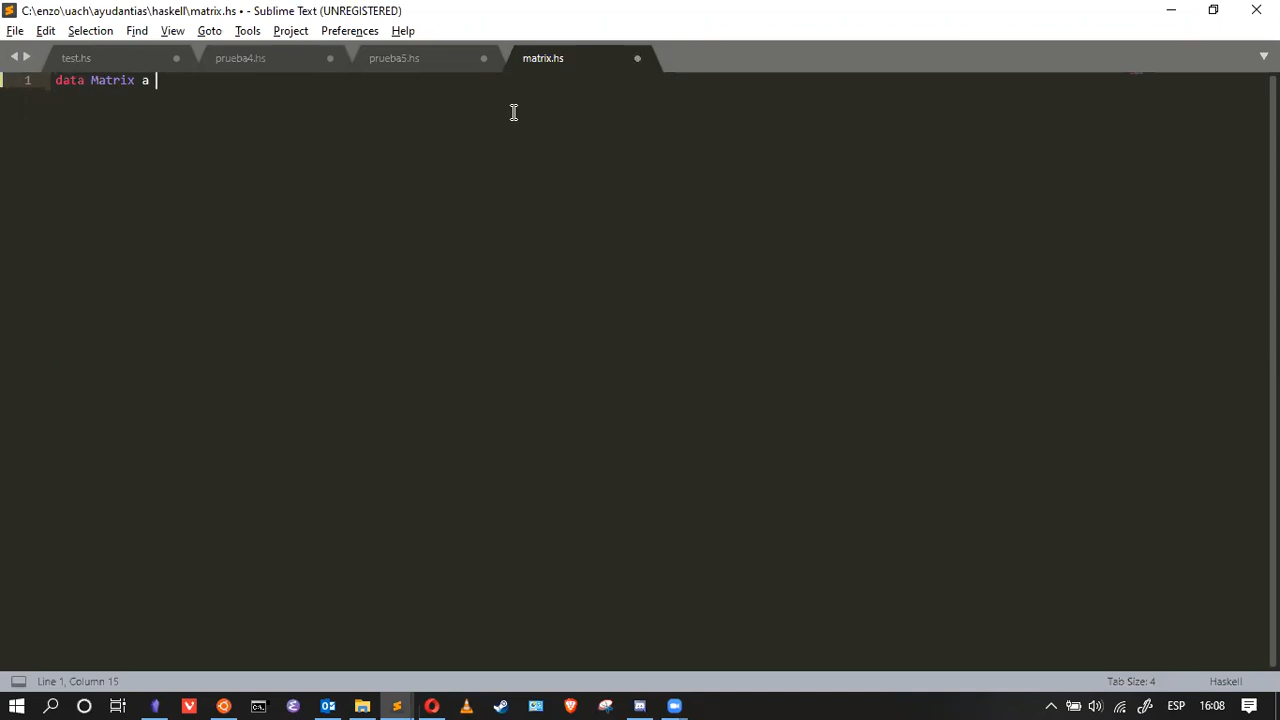 C:\enzo\uach\ayudantias\haskell\matrix.hs • - Sublime Text (UNREGISTERED)
File Edit Selection Find View Goto Tools Project Preferences Help
test.hs prueba4.hs prueba5.hs matrix.hs
1 data Matrix a
Line 1, Column 15 Tab Size: 4 Haskell
ESP 16:08